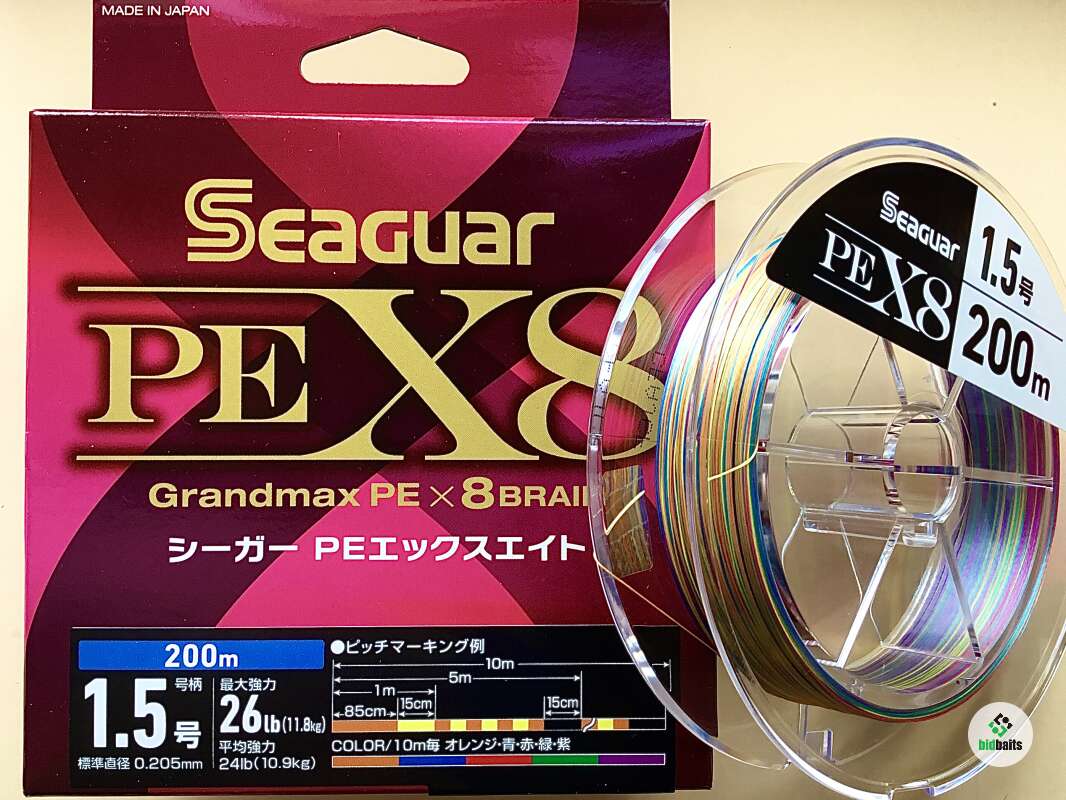 MADE IN JAPAN
Seaguar
PE X8
Grandmax PE × 8 BRAI
シーガー PEエックスエイト
200m
1.5号
号柄
標準直径 0.205mm
最大強力
26lb(11.8kg)
平均強力
24lb(10.9kg)
●ピッチマーキング例
10m
5m
1m
15cm
15cm
85cm
COLOR/10m毎 オレンジ・青・赤・緑・紫
Seaguar
PE X8
1.5号
200m
bidbaits